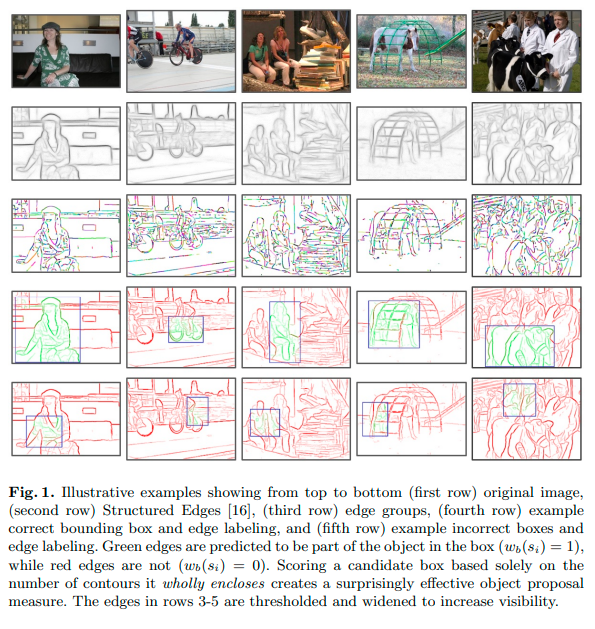 Fig. 1. Illustrative examples showing from top to bottom (first row) original image,
(second row) Structured Edges [16], (third row) edge groups, (fourth row) example
correct bounding box and edge labeling, and (fifth row) example incorrect boxes and
edge labeling. Green edges are predicted to be part of the object in the box (w_b(s_i) = 1),
while red edges are not (w_b(s_i) = 0). Scoring a candidate box based solely on the
number of contours it wholly encloses creates a surprisingly effective object proposal
measure. The edges in rows 3-5 are thresholded and widened to increase visibility.